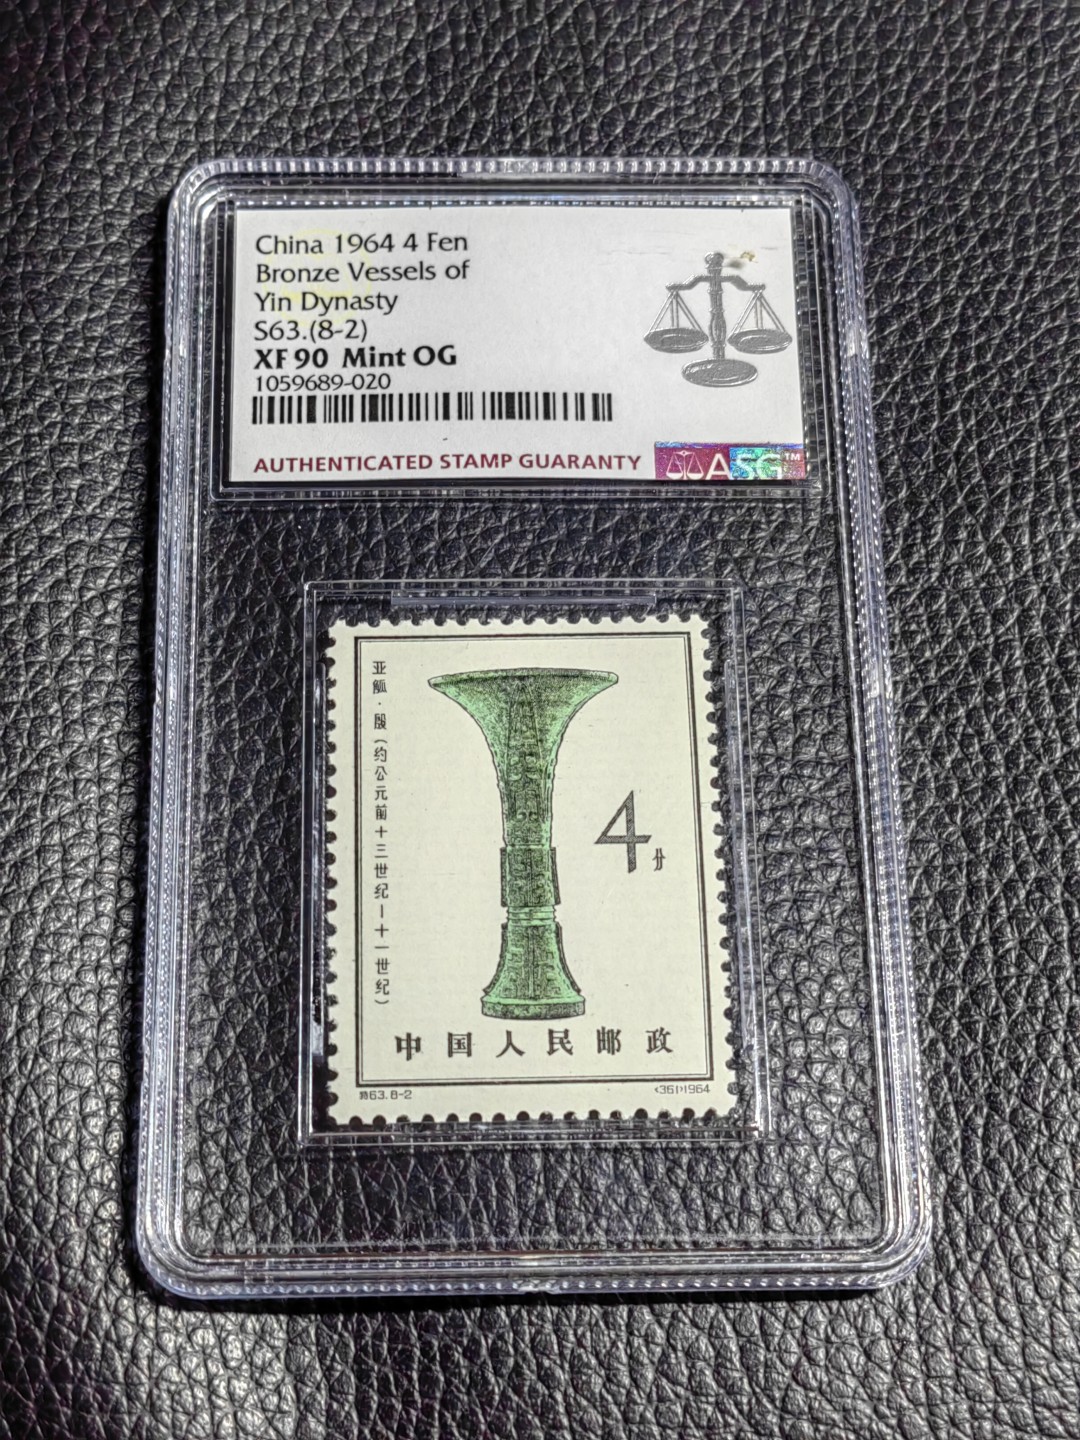 China 1964 4 Fen
Bronze Vessels of
Yin Dynasty
S63.(8-2)
XF 90 Mint OG
1059689-020
AUTHENTICATED STAMP GUARANTY
ASG™
亚觚·殷(约公元前十三世纪—十一世纪)
4分
中国人民邮政
特63.8-2
(361)1964